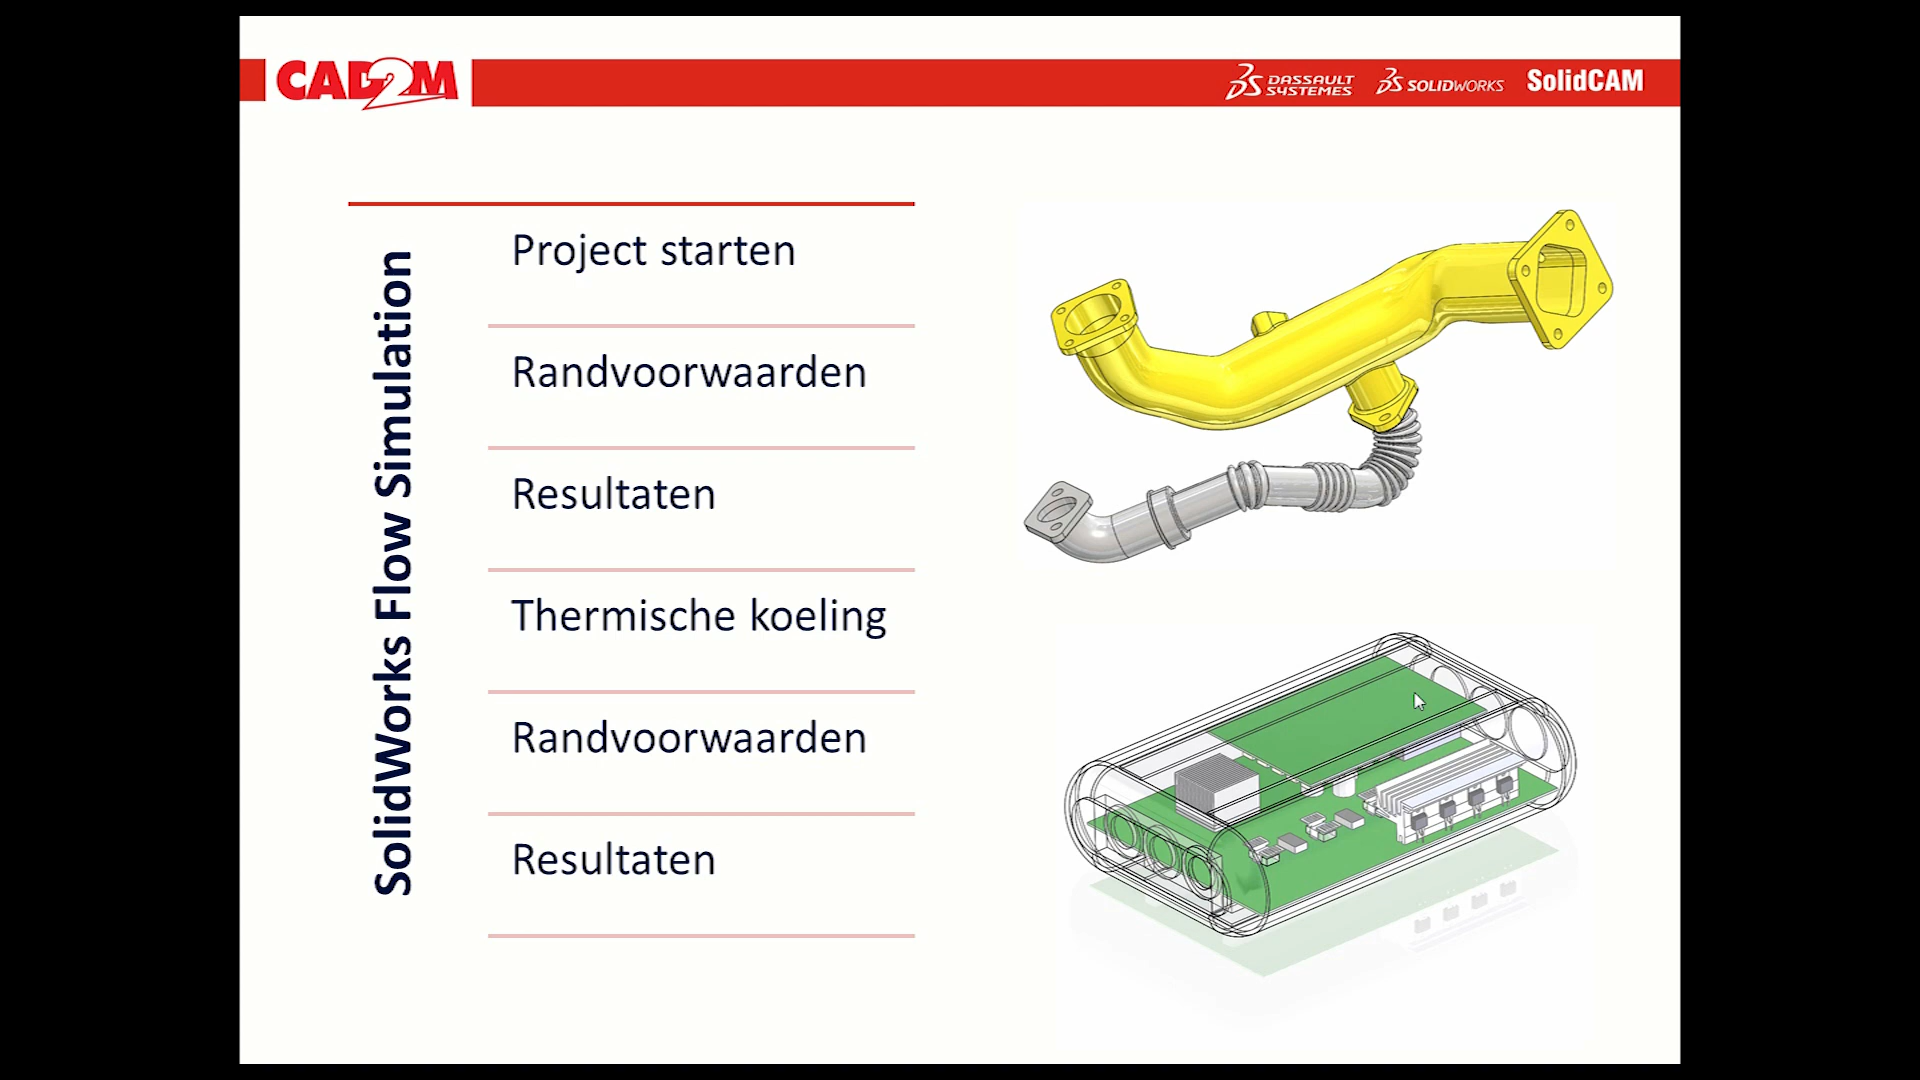 CAD2M
DASSAULT SYSTEMES
SOLIDWORKS
SolidCAM
SolidWorks Flow Simulation
Project starten
Randvoorwaarden
Resultaten
Thermische koeling
Randvoorwaarden
Resultaten